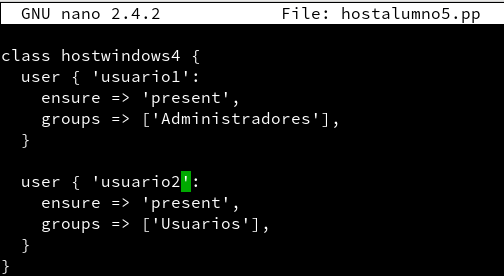 GNU nano 2.4.2 File: hostalumno5.pp
class hostwindows4 {
  user { 'usuario1':
    ensure => 'present',
    groups => ['Administradores'],
  }
  user { 'usuario2':
    ensure => 'present',
    groups => ['Usuarios'],
  }
}